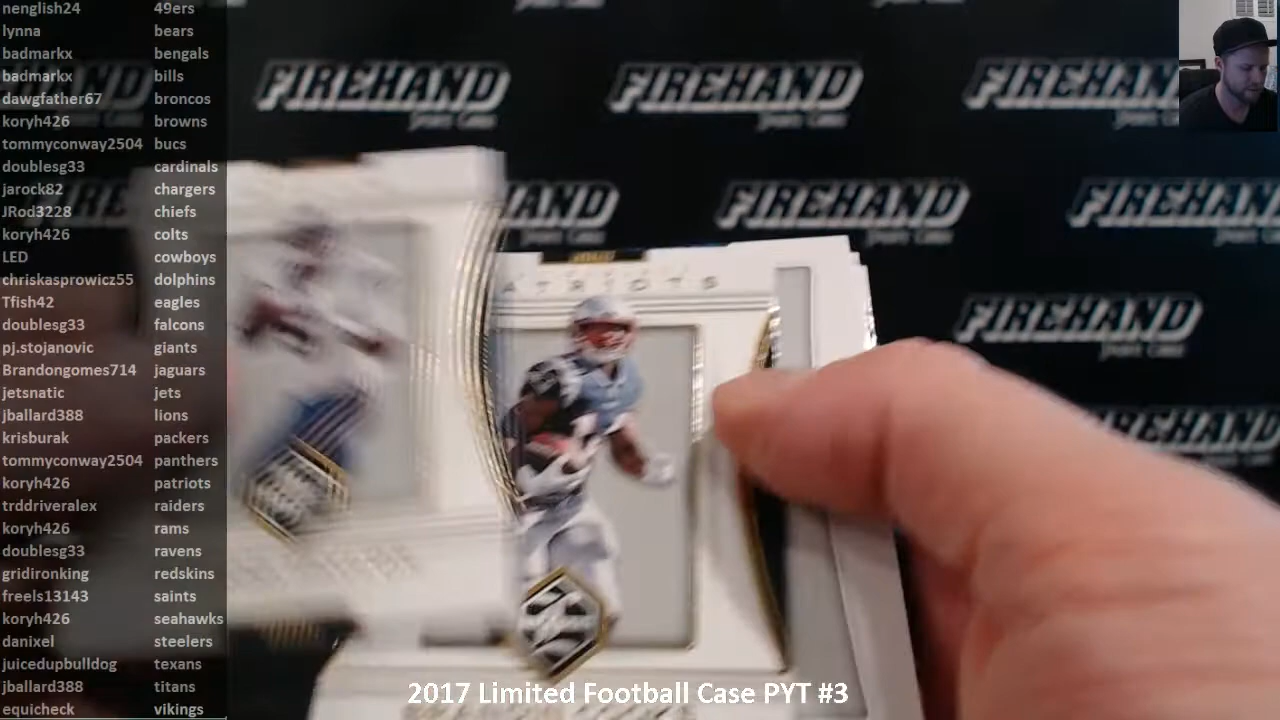 nenglish24 49ers
lynna bears
badmarkx bengals
badmarkx bills
dawgfather67 broncos
koryh426 browns
tommyconway2504 bucs
doublesg33 cardinals
jarock82 chargers
JRod3228 chiefs
koryh426 colts
LED cowboys
chriskasprowicz55 dolphins
Tfish42 eagles
doublesg33 falcons
pj.stojanovic giants
Brandongomes714 jaguars
jetsnatic jets
jballard388 lions
krisburak packers
tommyconway2504 panthers
koryh426 patriots
trddriveralex raiders
koryh426 rams
doublesg33 ravens
gridironking redskins
freels13143 saints
koryh426 seahawks
danixel steelers
juicedupbulldog texans
jballard388 titans
equicheck vikings
FIREHAND FIREHAND FIREHAND
HAND FIREHAND FIREHAND
ATRIOTS
FIREHAND
FIREHAND
2017 Limited Football Case PYT #3